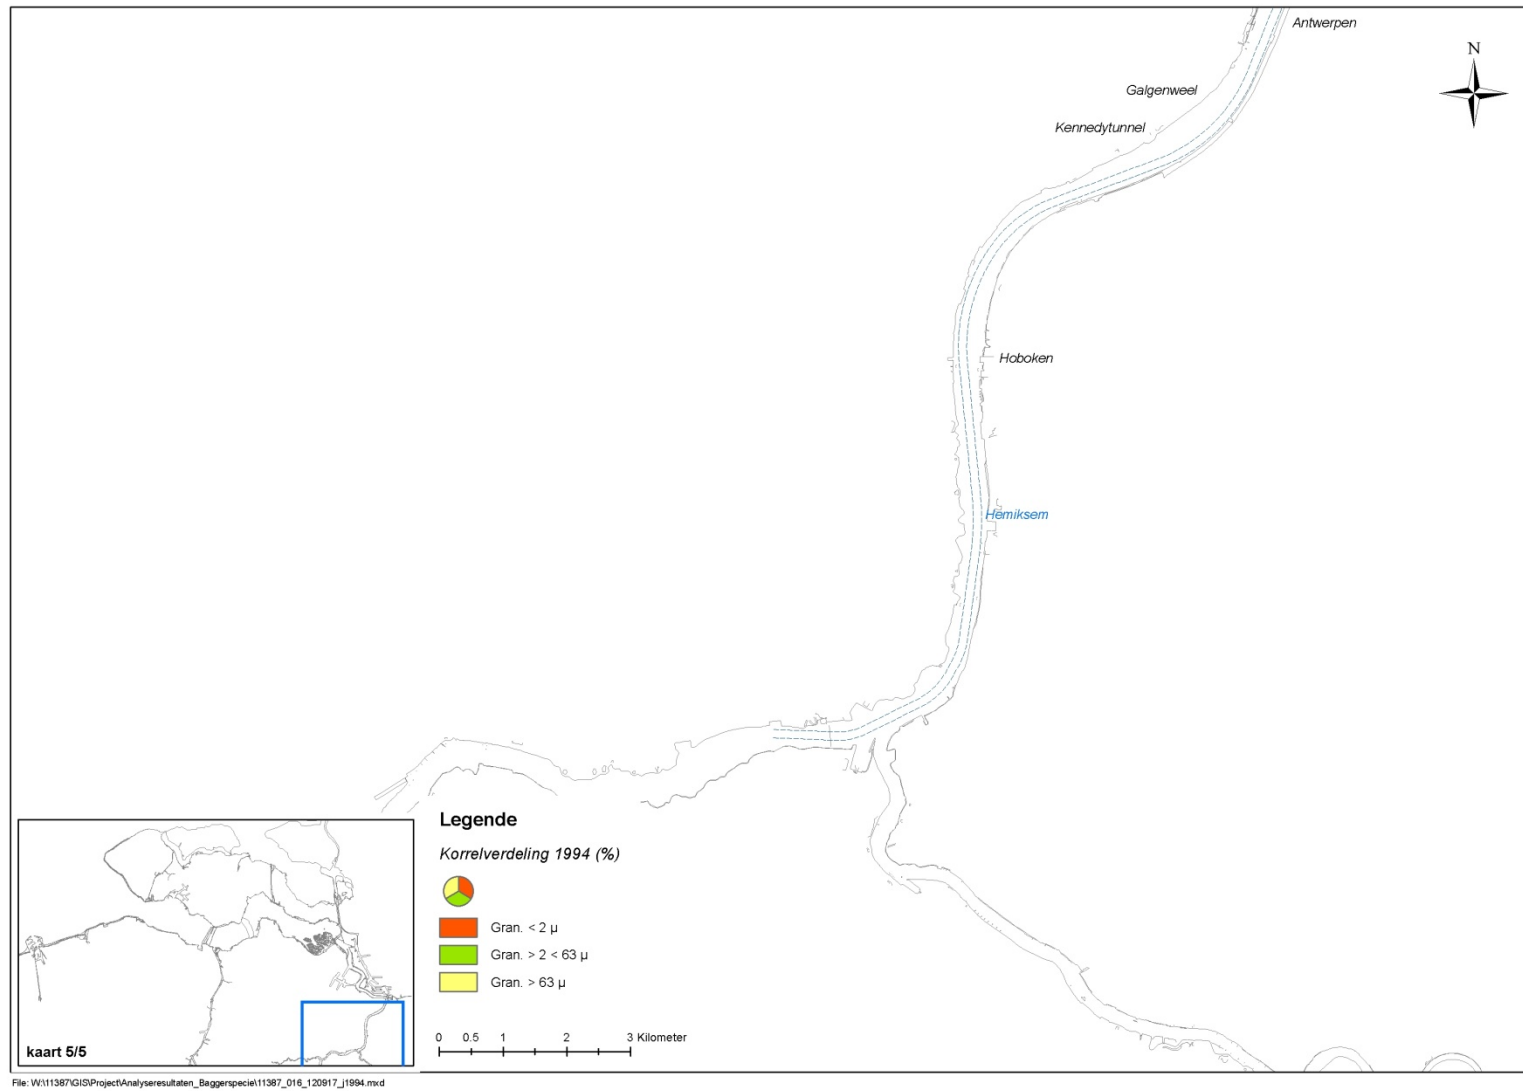 Antwerpen
N
Galgenweel
Kennedytunnel
Hoboken
Hemiksem
Legende
Korrelverdeling 1994 (%)
Gran. < 2 µ
Gran. > 2 < 63 µ
Gran. > 63 µ
0 0.5 1 2 3 Kilometer
kaart 5/5
File: W:\11387\GIS\Project\Analyseresultaten_Baggerspecie\11387_016_120917_j1994.mxd